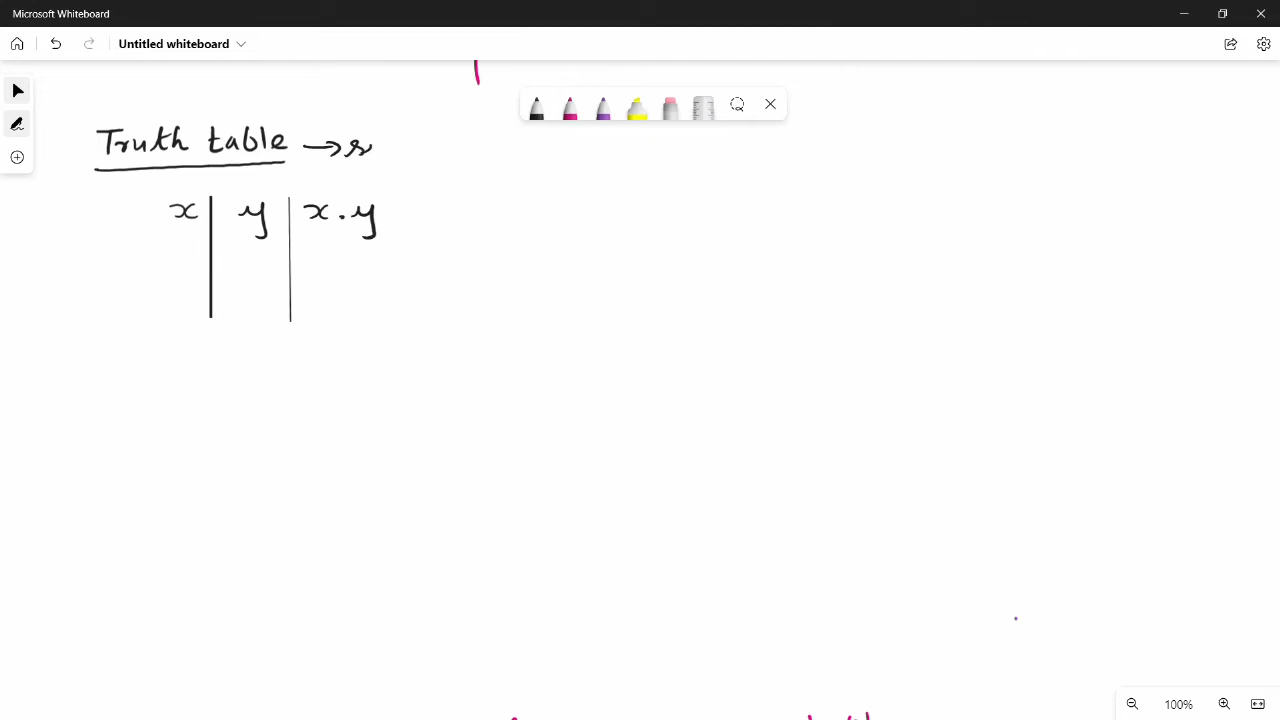 Microsoft Whiteboard
Untitled whiteboard
Truth table →
x y x.y
100%